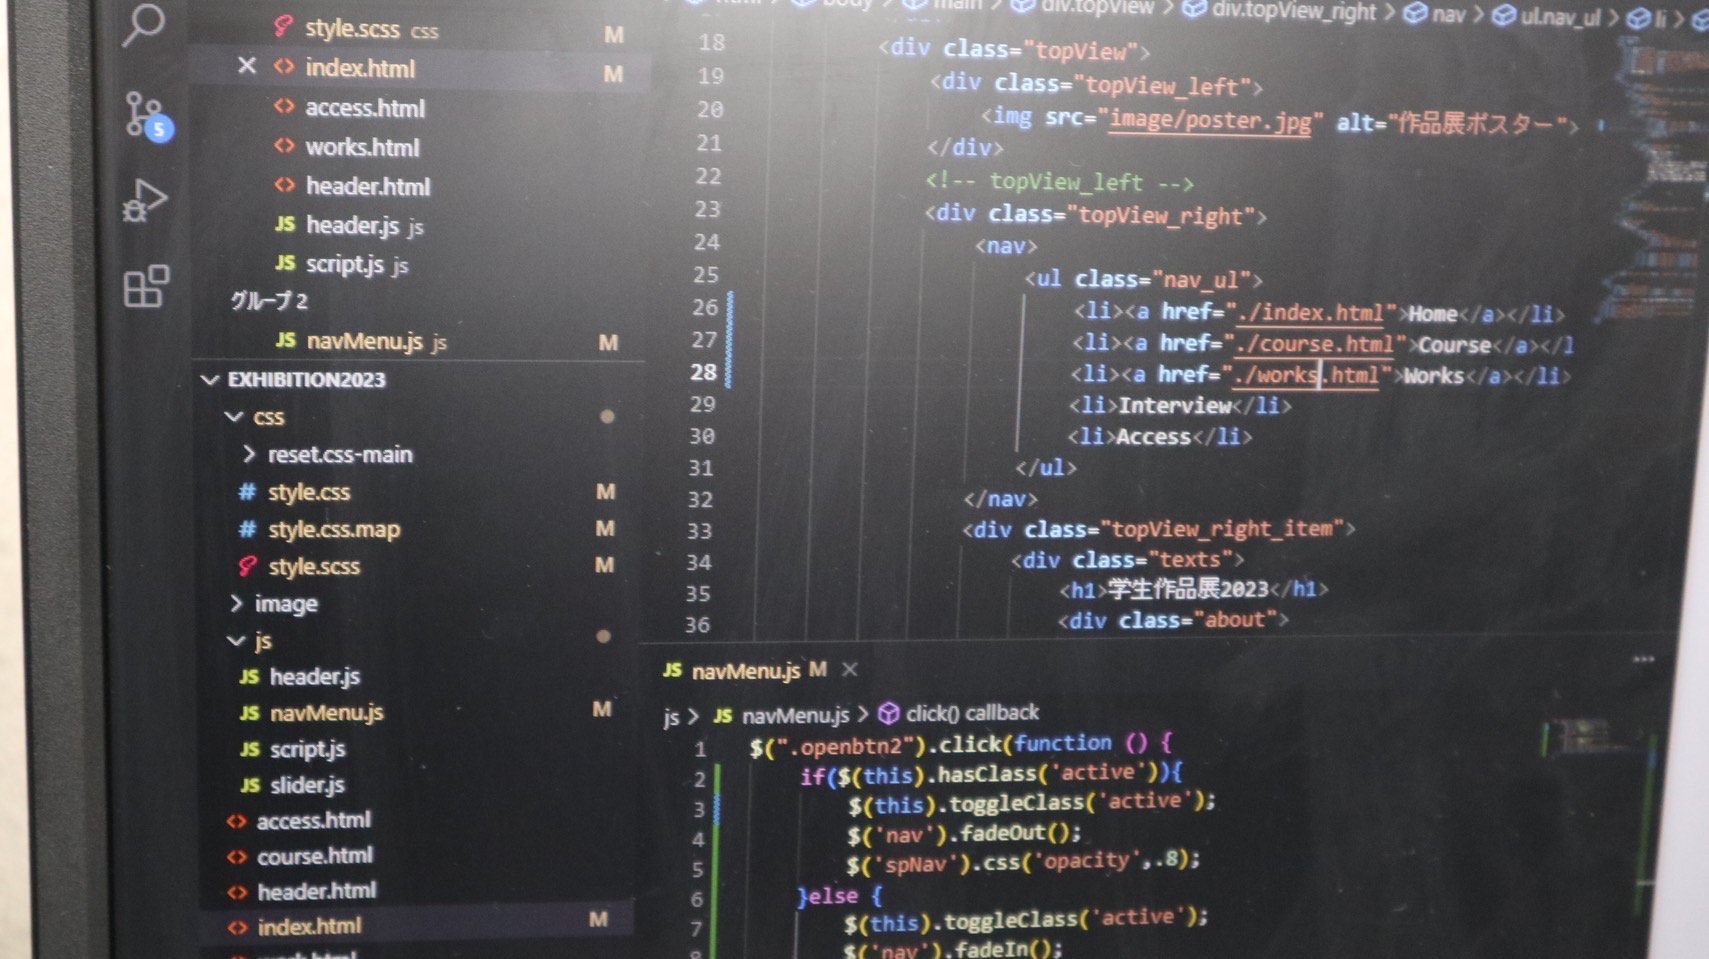 style.scss css M
index.html M
access.html
works.html
header.html
JS header.js js
JS script.js js
グループ 2
JS navMenu.js js M
5
EXHIBITION2023
css
reset.css-main
# style.css M
# style.css.map M
style.scss M
image
js
JS header.js
JS navMenu.js M
JS script.js
JS slider.js
access.html
course.html
header.html
index.html M
body > main > div.topView > div.topView_right > nav > ul.nav_ul > li >
18 <div class="topView">
19 <div class="topView_left">
20 <img src="image/poster.jpg" alt="作品展ポスター">
21 </div>
22 <!-- topView_left -->
23 <div class="topView_right">
24 <nav>
25 <ul class="nav_ul">
26 <li><a href="./index.html">Home</a></li>
27 <li><a href="./course.html">Course</a></l
28 <li><a href="./works.html">Works</a></li>
29 <li>Interview</li>
30 <li>Access</li>
31 </ul>
32 </nav>
33 <div class="topView_right_item">
34 <div class="texts">
35 <h1>学生作品展2023</h1>
36 <div class="about">
JS navMenu.js M ×
js > JS navMenu.js > click() callback
1 $(".openbtn2").click(function () {
2 if($(this).hasClass('active')){
3 $(this).toggleClass('active');
4 $('nav').fadeOut();
5 $('spNav').css('opacity',.8);
6 }else {
7 $(this).toggleClass('active');
8 $('nav').fadeIn();